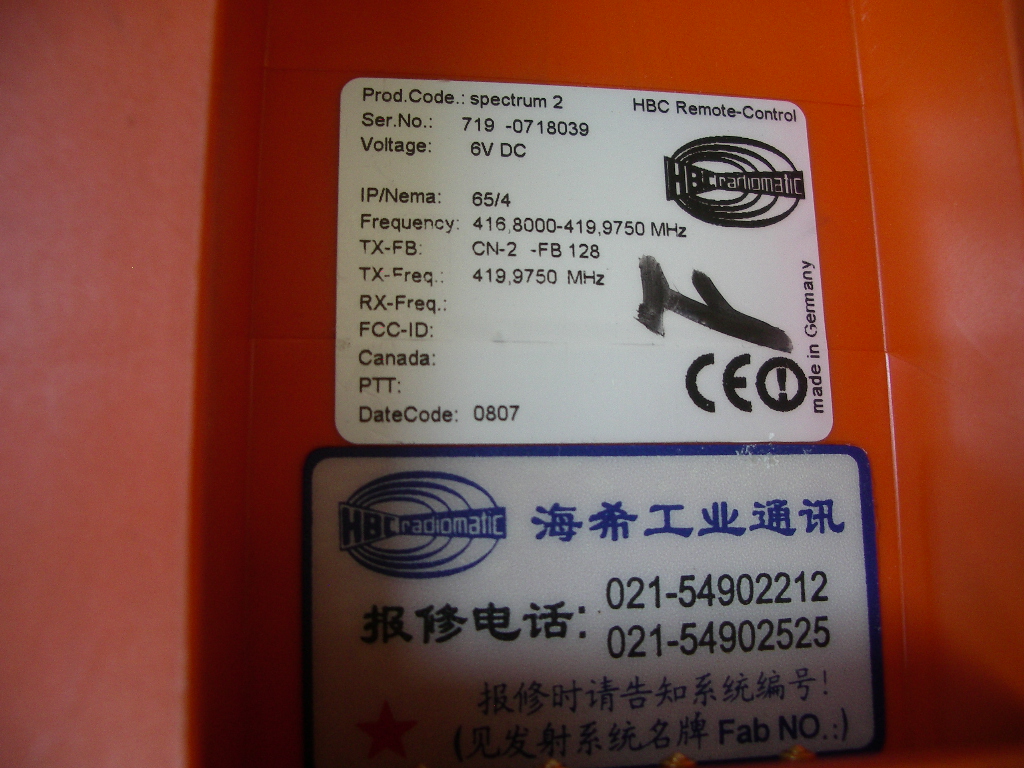 Prod.Code.: spectrum 2
HBC Remote-Control
Ser.No.: 719 -0718039
Voltage: 6V DC
HBC radiomatic
IP/Nema: 65/4
Frequency: 416,8000-419,9750 MHz
TX-FB: CN-2 -FB 128
TX-Freq.: 419,9750 MHz
RX-Freq.:
FCC-ID:
Canada:
PTT:
DateCode: 0807
CE
made in Germany
HBC radiomatic
海希工业通讯
报修电话: 021-54902212
021-54902525
报修时请告知系统编号!
(见发射系统名牌 Fab NO.:)